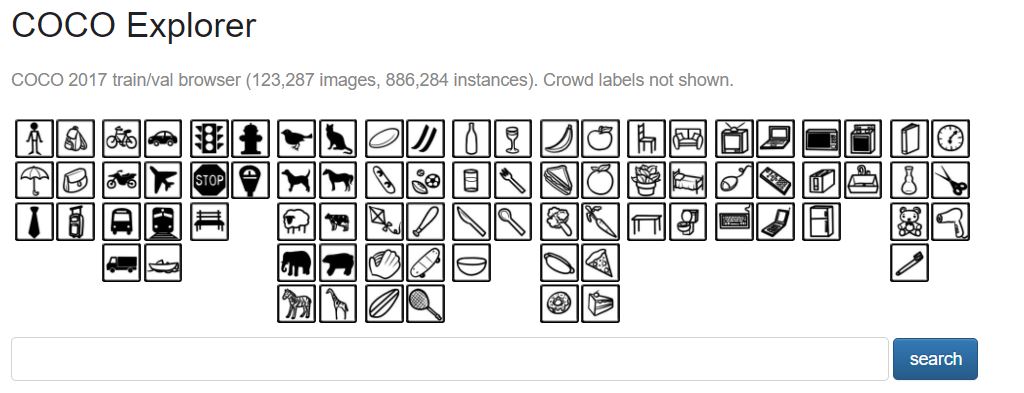 COCO Explorer
COCO 2017 train/val browser (123,287 images, 886,284 instances). Crowd labels not shown.
STOP
search